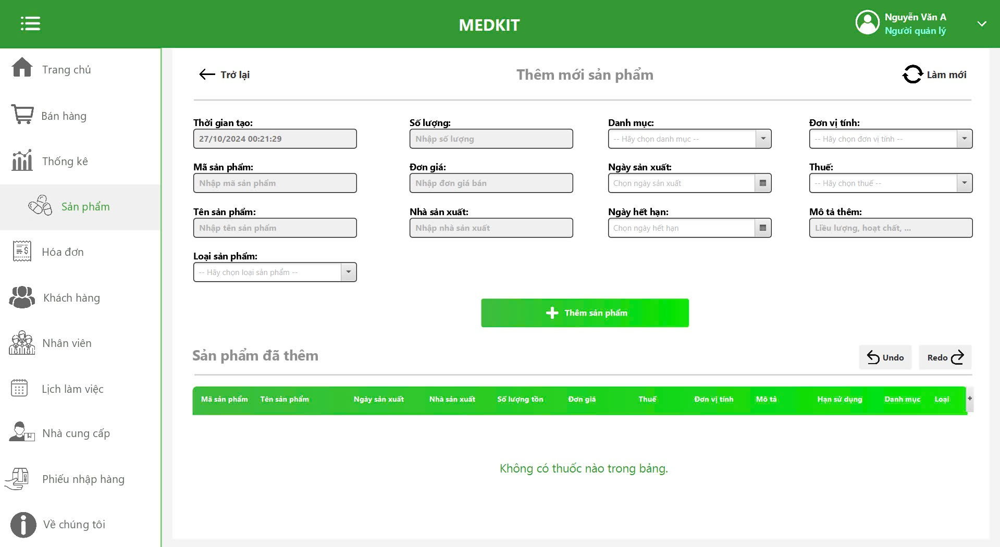 MEDKIT
Nguyễn Văn A
Người quản lý
Trang chủ
Bán hàng
Thống kê
Sản phẩm
Hóa đơn
Khách hàng
Nhân viên
Lịch làm việc
Nhà cung cấp
Phiếu nhập hàng
Về chúng tôi
Trở lại
Thêm mới sản phẩm
Làm mới
Thời gian tạo:
27/10/2024 00:21:29
Số lượng:
Nhập số lượng
Danh mục:
-- Hãy chọn danh mục --
Đơn vị tính:
-- Hãy chọn đơn vị tính --
Mã sản phẩm:
Nhập mã sản phẩm
Đơn giá:
Nhập đơn giá bán
Ngày sản xuất:
Chọn ngày sản xuất
Thuế:
-- Hãy chọn thuế --
Tên sản phẩm:
Nhập tên sản phẩm
Nhà sản xuất:
Nhập nhà sản xuất
Ngày hết hạn:
Chọn ngày hết hạn
Mô tả thêm:
Liều lượng, hoạt chất, ...
Loại sản phẩm:
-- Hãy chọn loại sản phẩm --
Thêm sản phẩm
Sản phẩm đã thêm
Undo
Redo
Mã sản phẩm Tên sản phẩm Ngày sản xuất Nhà sản xuất Số lượng tồn Đơn giá Thuế Đơn vị tính Mô tả Hạn sử dụng Danh mục Loại +
Không có thuốc nào trong bảng.